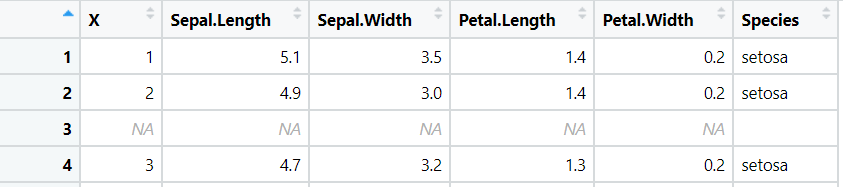 X Sepal.Length Sepal.Width Petal.Length Petal.Width Species
1 1 5.1 3.5 1.4 0.2 setosa
2 2 4.9 3.0 1.4 0.2 setosa
3 NA NA NA NA NA
4 3 4.7 3.2 1.3 0.2 setosa